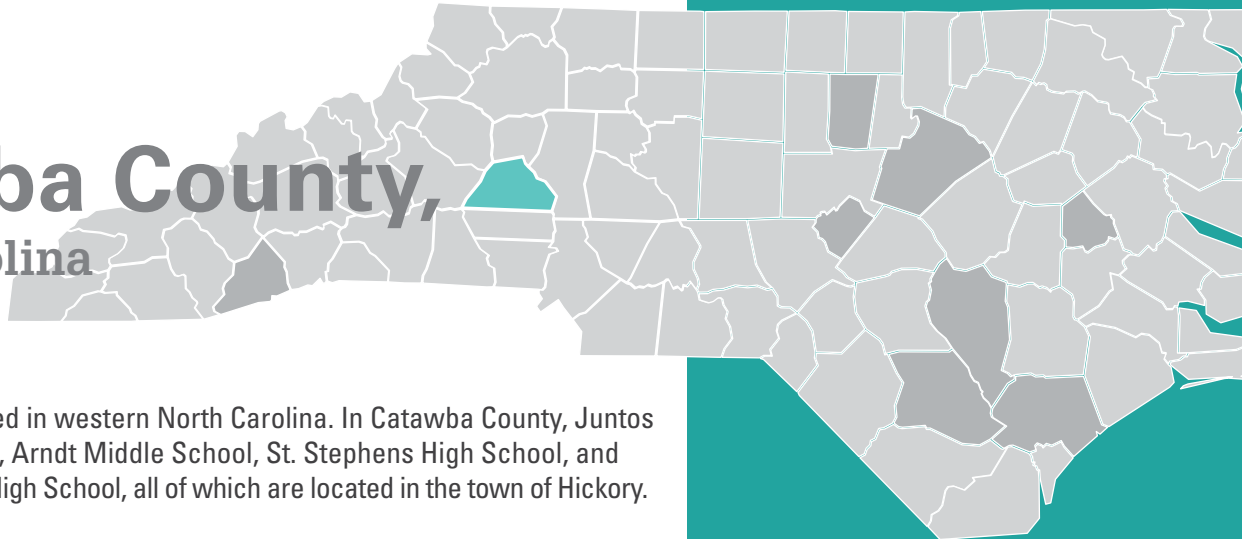 ba County,
olina
ed in western North Carolina. In Catawba County, Juntos
, Arndt Middle School, St. Stephens High School, and
High School, all of which are located in the town of Hickory.